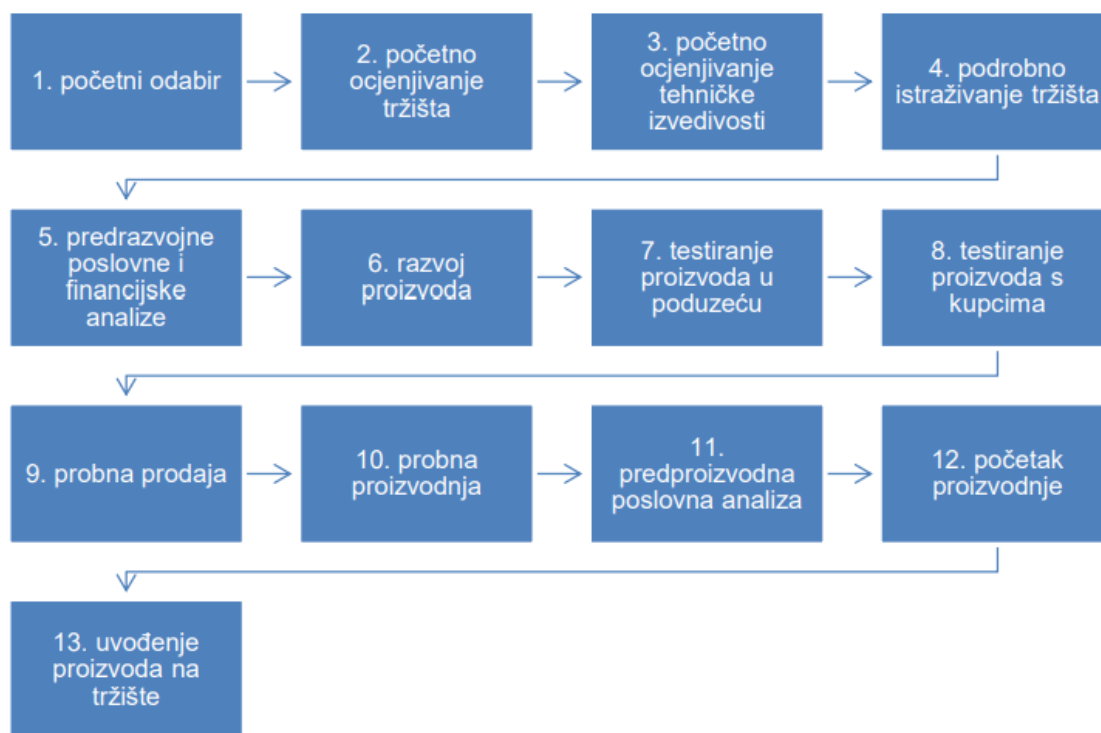 1. početni odabir
2. početno
ocjenjivanje
tržišta
3. početno
ocjenjivanje
tehničke
izvedivosti
4. podrobno
istraživanje tržišta
5. predrazvojne
poslovne i
financijske
analize
6. razvoj
proizvoda
7. testiranje
proizvoda u
poduzeću
8. testiranje
proizvoda s
kupcima
9. probna prodaja
10. probna
proizvodnja
11.
predproizvodna
poslovna analiza
12. početak
proizvodnje
13. uvođenje
proizvoda na
tržište